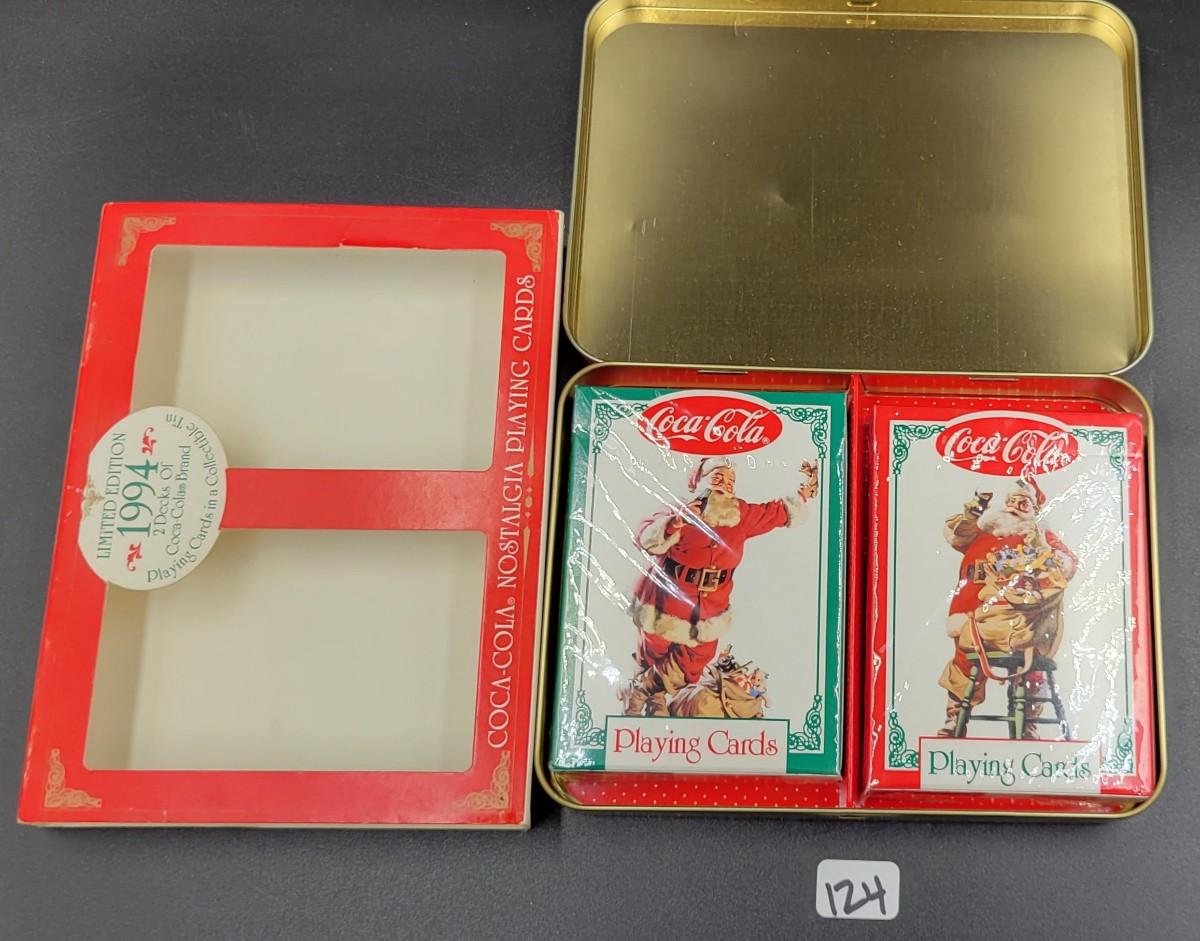 LIMITED EDITION
1994
2 Decks Of
Coca-Cola® Brand
Playing Cards in a Collectible Tin
COCA-COLA® NOSTALGIA PLAYING CARDS
Coca-Cola®
Playing Cards
Coca-Cola
Playing Cards
124